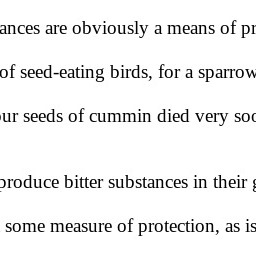 ances are obviously a means of pr
of seed-eating birds, for a sparrow
our seeds of cummin died very soo
produce bitter substances in their g
some measure of protection, as is